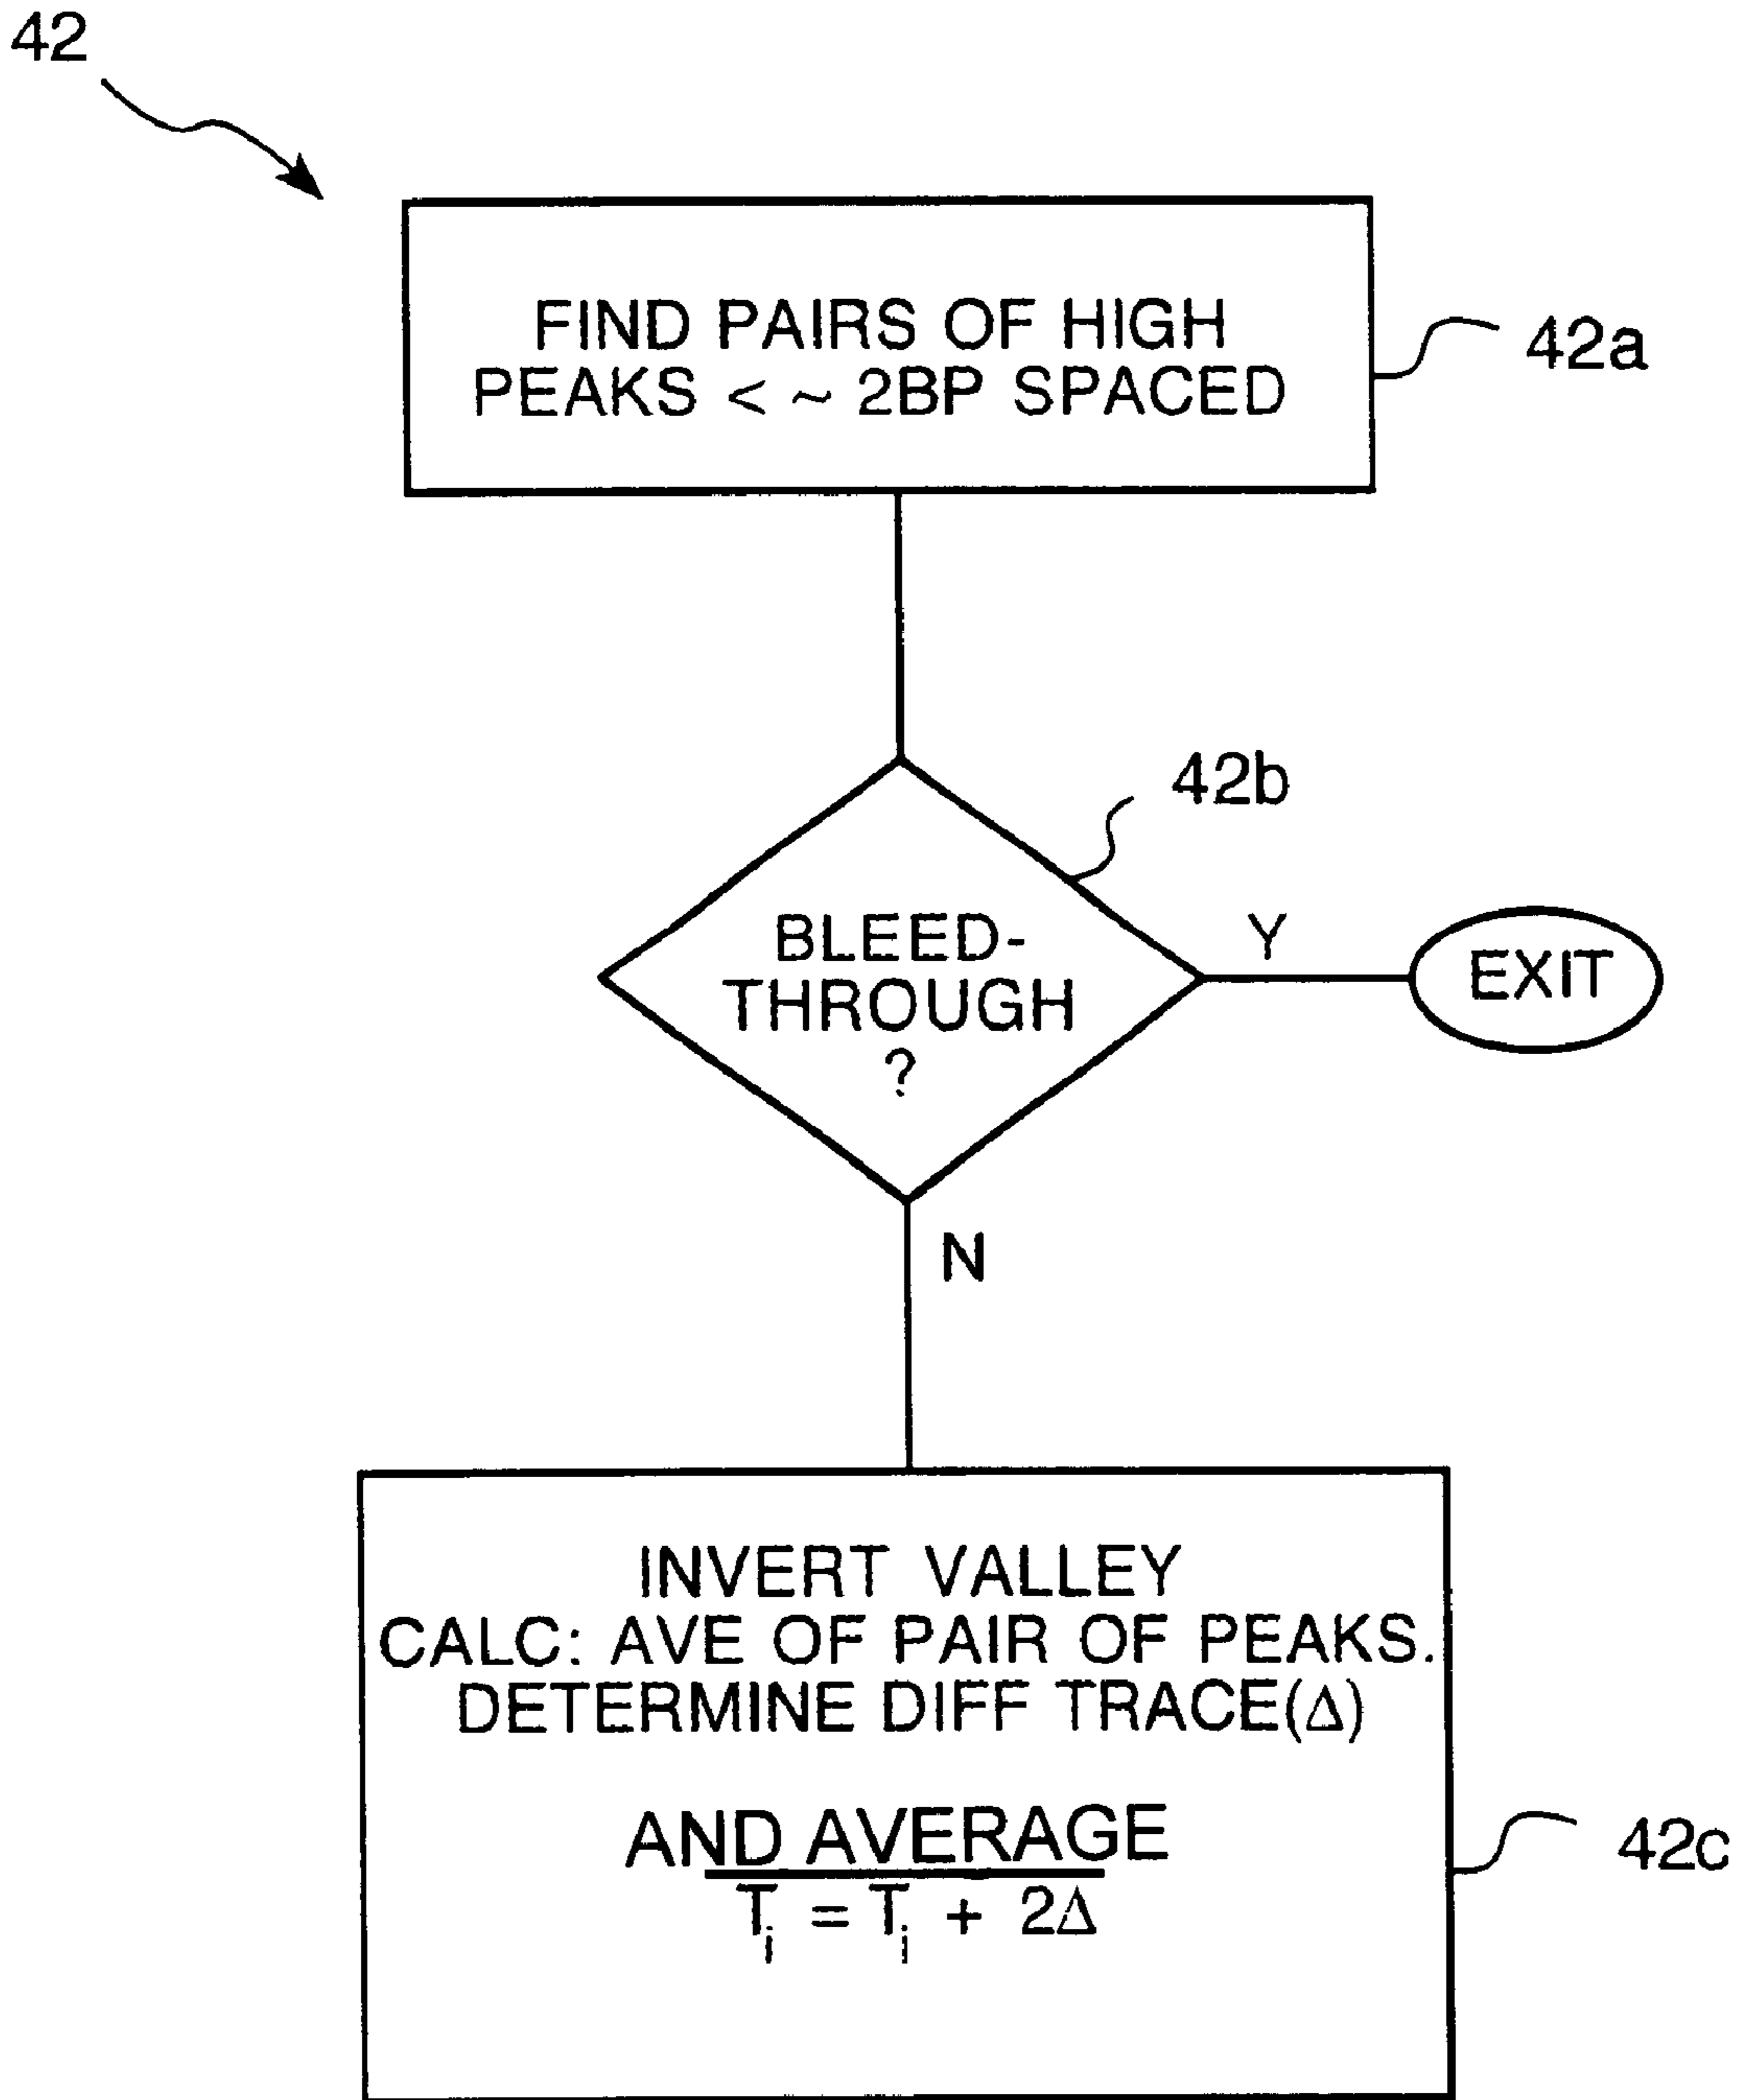 42
FIND PAIRS OF HIGH
PEAKS < ~ 2BP SPACED
42a
42b
BLEED-
THROUGH
?
Y
EXIT
N
INVERT VALLEY
CALC: AVE OF PAIR OF PEAKS.
DETERMINE DIFF TRACE(Δ)
AND AVERAGE
Tᵢ = Tᵢ + 2Δ
42c